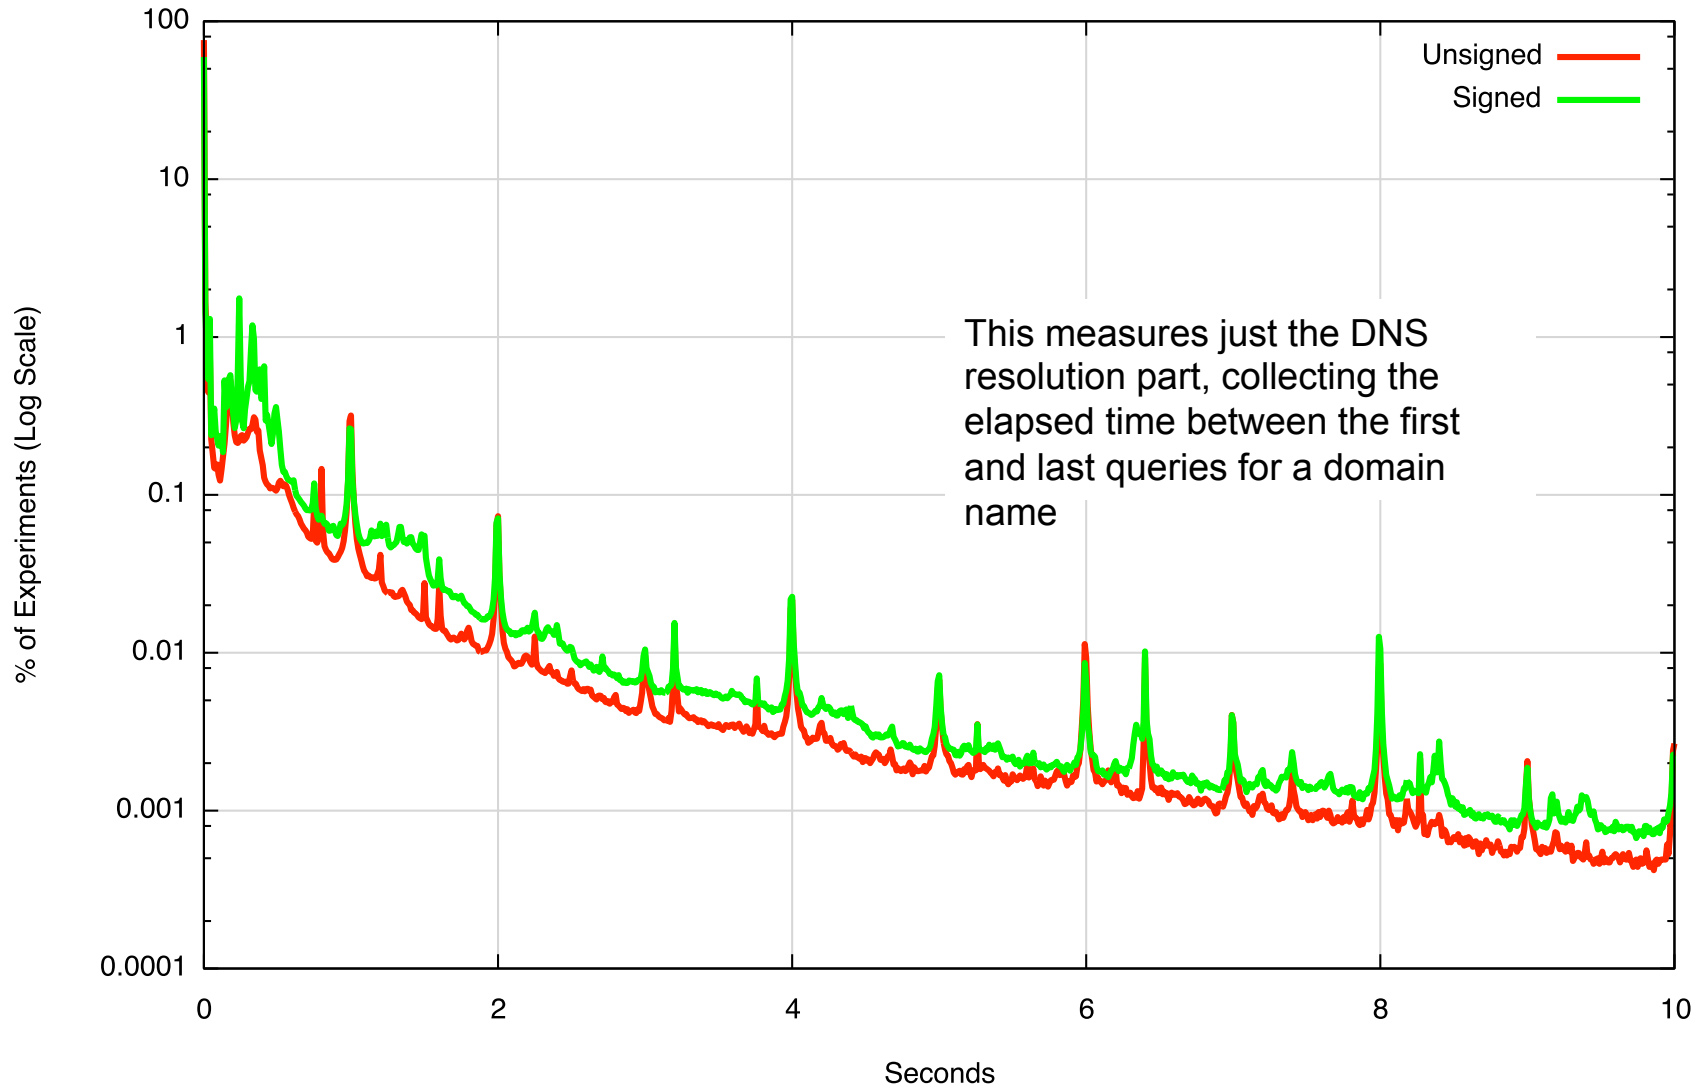 100
10
1
0.1
0.01
0.001
0.0001
% of Experiments (Log Scale)
Unsigned
Signed
This measures just the DNS
resolution part, collecting the
elapsed time between the first
and last queries for a domain
name
0 2 4 6 8 10
Seconds